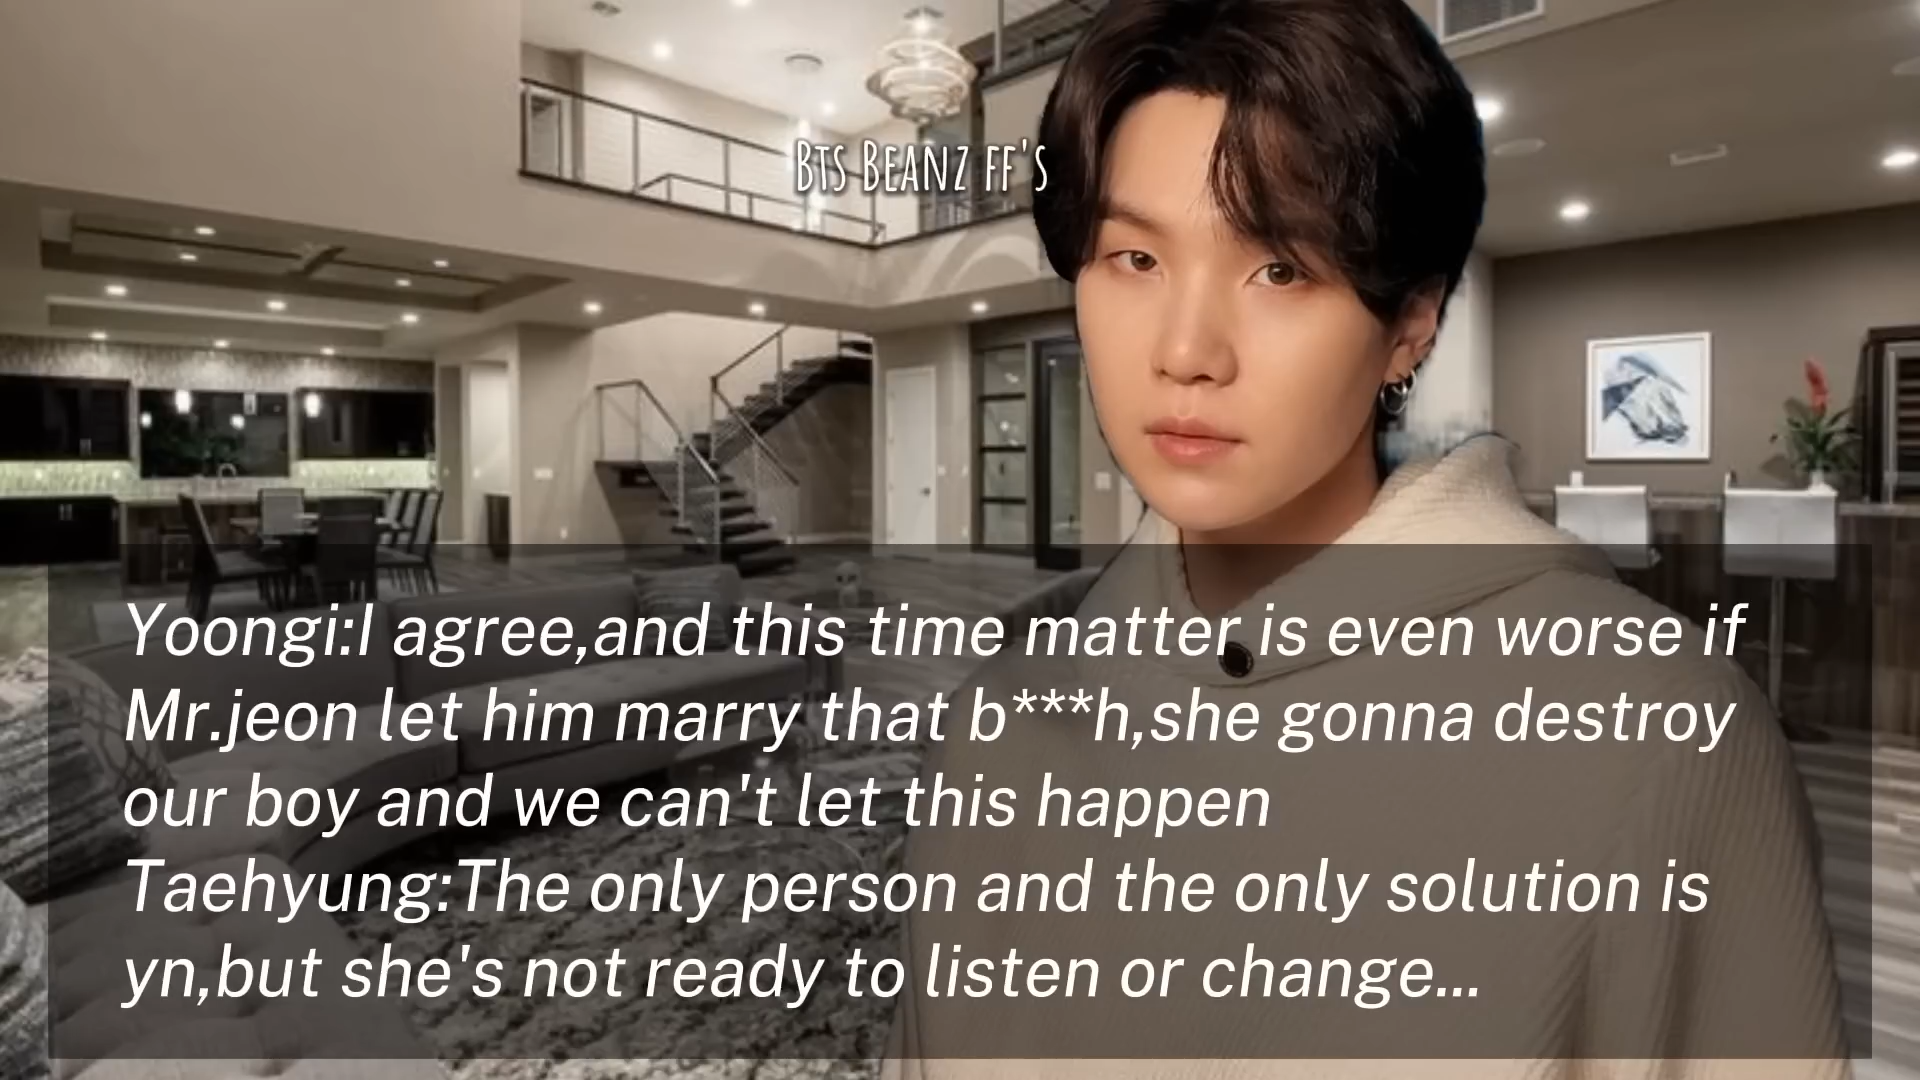 Bts Beanz ff's
Yoongi:I agree,and this time matter is even worse if
Mr.jeon let him marry that b***h,she gonna destroy
our boy and we can't let this happen
Taehyung:The only person and the only solution is
yn,but she's not ready to listen or change...